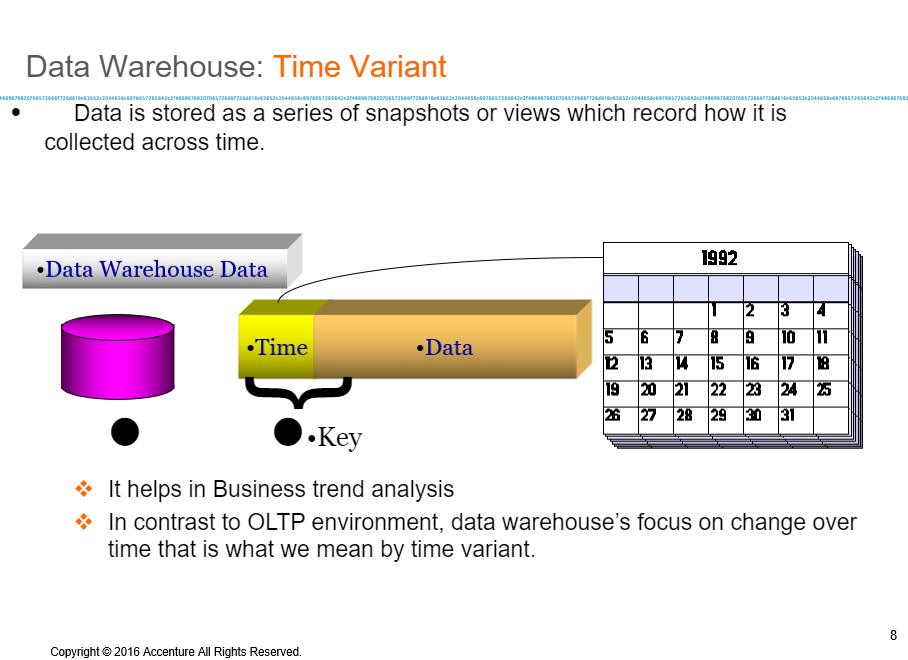 Data Warehouse: Time Variant
• Data is stored as a series of snapshots or views which record how it is
collected across time.
•Data Warehouse Data
1992
1 2 3 4
5 6 7 8 9 10 11
12 13 14 15 16 17 18
19 20 21 22 23 24 25
26 27 28 29 30 31
•Time
•Data
•Key
❖ It helps in Business trend analysis
❖ In contrast to OLTP environment, data warehouse’s focus on change over
time that is what we mean by time variant.
8
Copyright © 2016 Accenture All Rights Reserved.